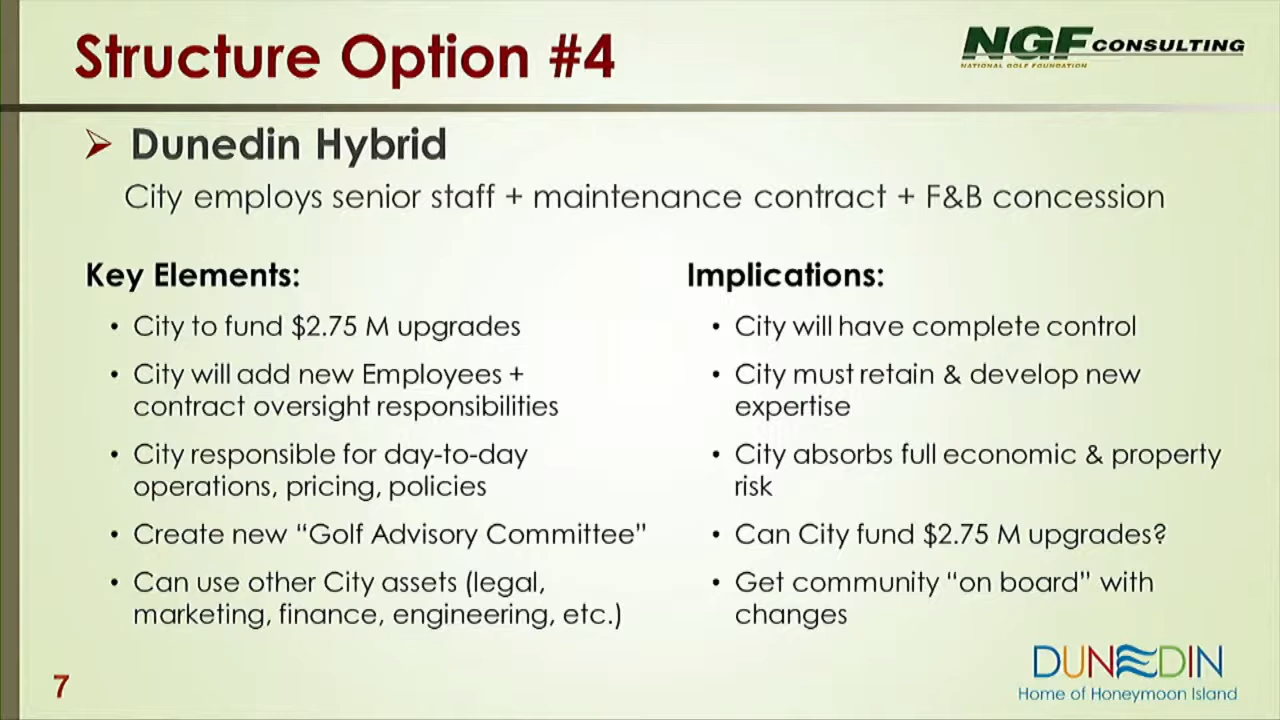 Structure Option #4
NGF CONSULTING
NATIONAL GOLF FOUNDATION
Dunedin Hybrid
City employs senior staff + maintenance contract + F&B concession
Key Elements:
• City to fund $2.75 M upgrades
• City will add new Employees +
contract oversight responsibilities
• City responsible for day-to-day
operations, pricing, policies
• Create new “Golf Advisory Committee”
• Can use other City assets (legal,
marketing, finance, engineering, etc.)
Implications:
• City will have complete control
• City must retain & develop new
expertise
• City absorbs full economic & property
risk
• Can City fund $2.75 M upgrades?
• Get community “on board” with
changes
7
DUNEDIN
Home of Honeymoon Island